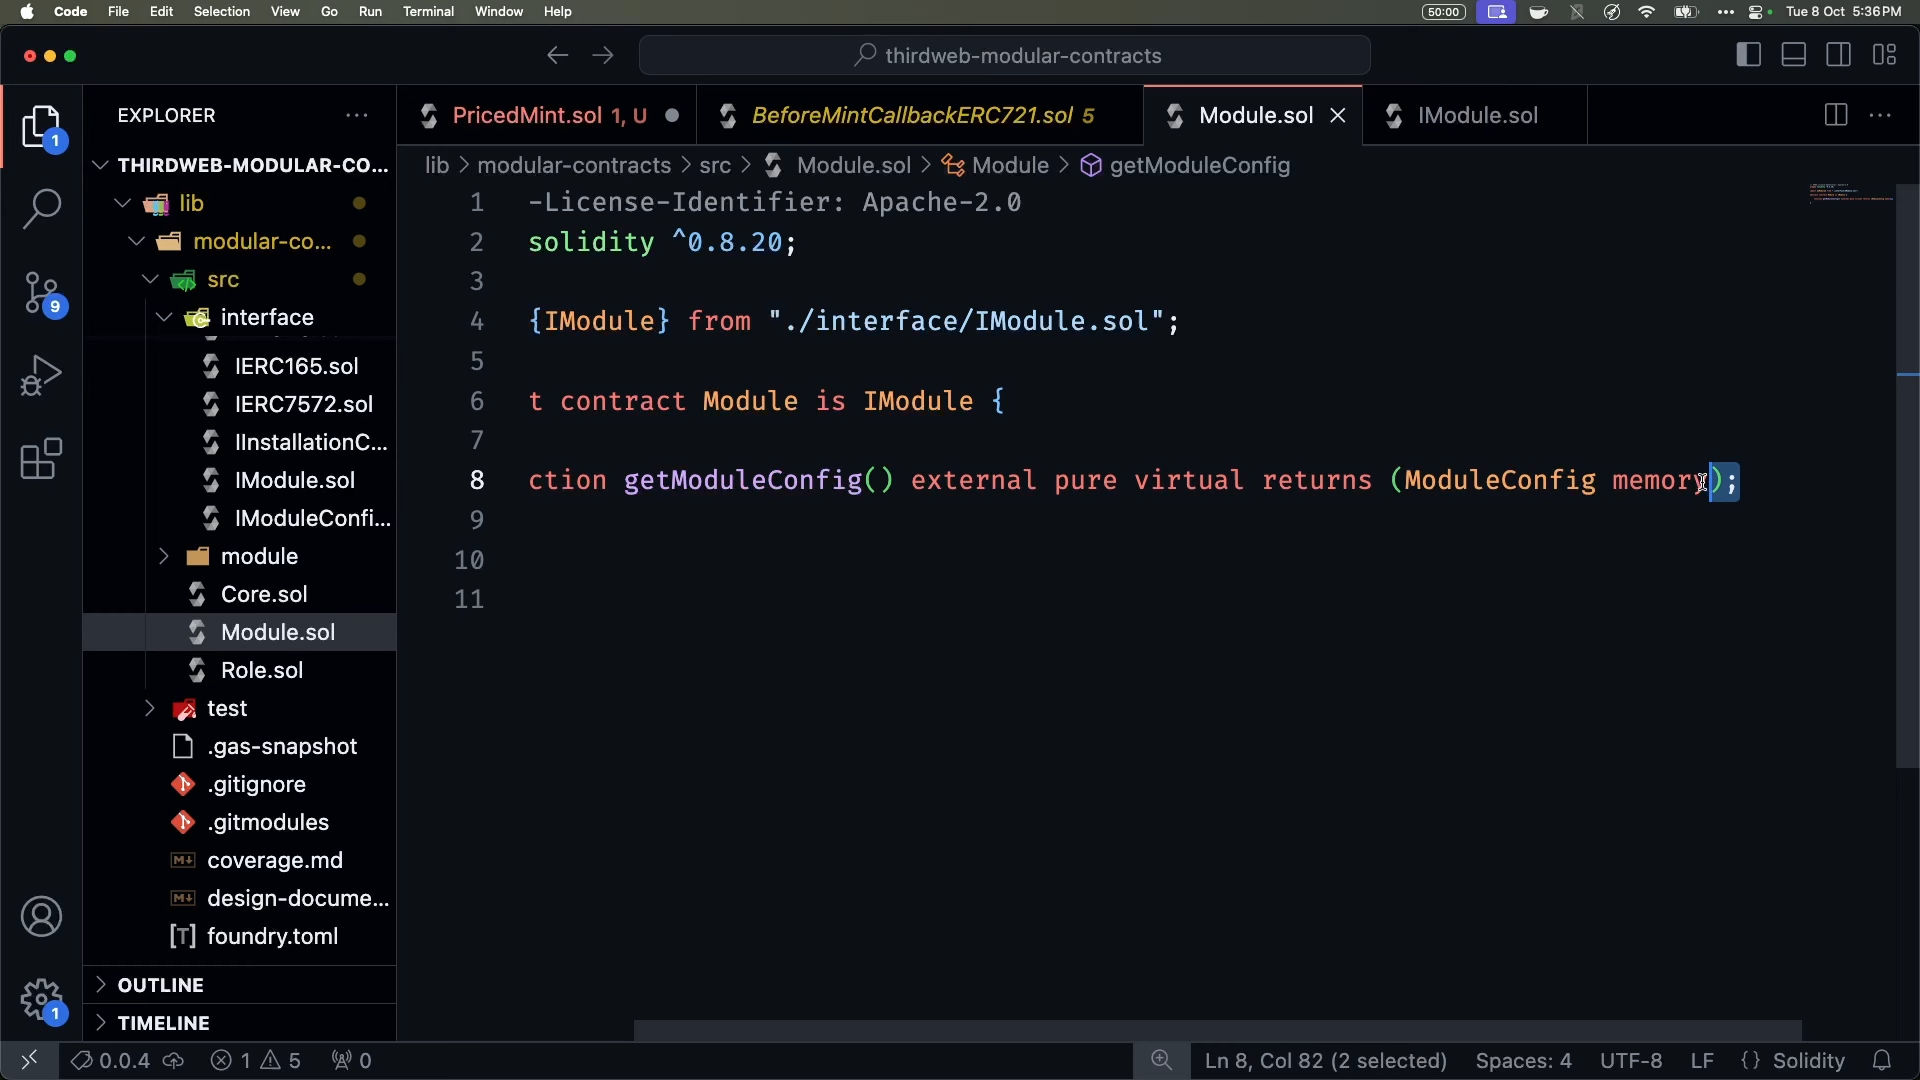 Code File Edit Selection View Go Run Terminal Window Help 50:00 Tue 8 Oct 5:36PM
thirdweb-modular-contracts
EXPLORER
PricedMint.sol 1, U
BeforeMintCallbackERC721.sol 5
Module.sol
IModule.sol
THIRDWEB-MODULAR-CO...
lib > modular-contracts > src > Module.sol > Module > getModuleConfig
lib
modular-co...
src
interface
IERC165.sol
IERC7572.sol
IInstallationC...
IModule.sol
IModuleConfi...
module
Core.sol
Module.sol
Role.sol
test
.gas-snapshot
.gitignore
.gitmodules
coverage.md
design-docume...
foundry.toml
OUTLINE
TIMELINE
1 -License-Identifier: Apache-2.0
2 solidity ^0.8.20;
3
4 {IModule} from "./interface/IModule.sol";
5
6 t contract Module is IModule {
7
8 ction getModuleConfig() external pure virtual returns (ModuleConfig memory);
9
10
11
1
9
1
0.0.4 1 5 0 Ln 8, Col 82 (2 selected) Spaces: 4 UTF-8 LF {} Solidity